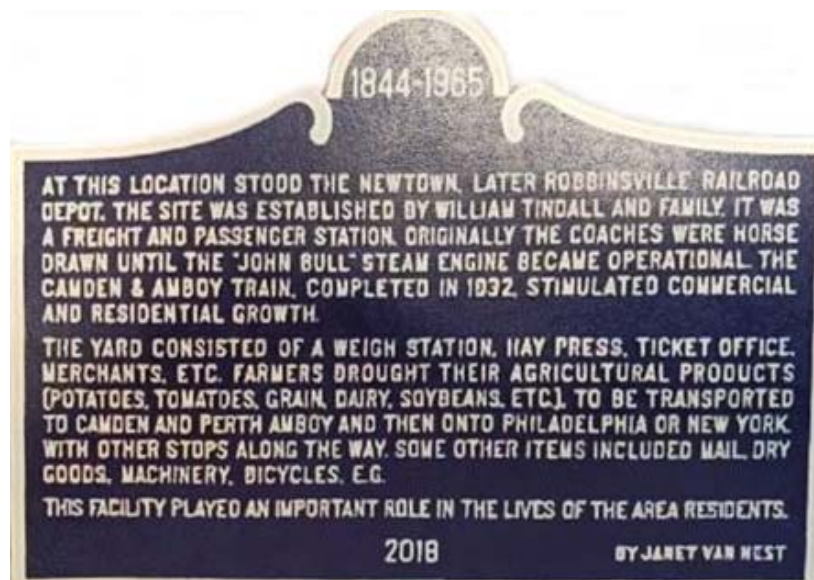 1844-1965
AT THIS LOCATION STOOD THE NEWTOWN, LATER ROBBINSVILLE RAILROAD
DEPOT. THE SITE WAS ESTABLISHED BY WILLIAM TINDALL AND FAMILY. IT WAS
A FREIGHT AND PASSENGER STATION. ORIGINALLY THE COACHES WERE HORSE
DRAWN UNTIL THE "JOHN BULL" STEAM ENGINE BECAME OPERATIONAL. THE
CAMDEN & AMBOY TRAIN, COMPLETED IN 1832, STIMULATED COMMERCIAL
AND RESIDENTIAL GROWTH.
THE YARD CONSISTED OF A WEIGH STATION, HAY PRESS, TICKET OFFICE,
MERCHANTS, ETC. FARMERS BROUGHT THEIR AGRICULTURAL PRODUCTS
(POTATOES, TOMATOES, GRAIN, DAIRY, SOYBEANS, ETC.), TO BE TRANSPORTED
TO CAMDEN AND PERTH AMBOY AND THEN ONTO PHILADELPHIA OR NEW YORK
WITH OTHER STOPS ALONG THE WAY. SOME OTHER ITEMS INCLUDED MAIL, DRY
GOODS, MACHINERY, BICYCLES, E.G.
THIS FACILITY PLAYED AN IMPORTANT ROLE IN THE LIVES OF THE AREA RESIDENTS.
2018 BY JANET VAN NEST